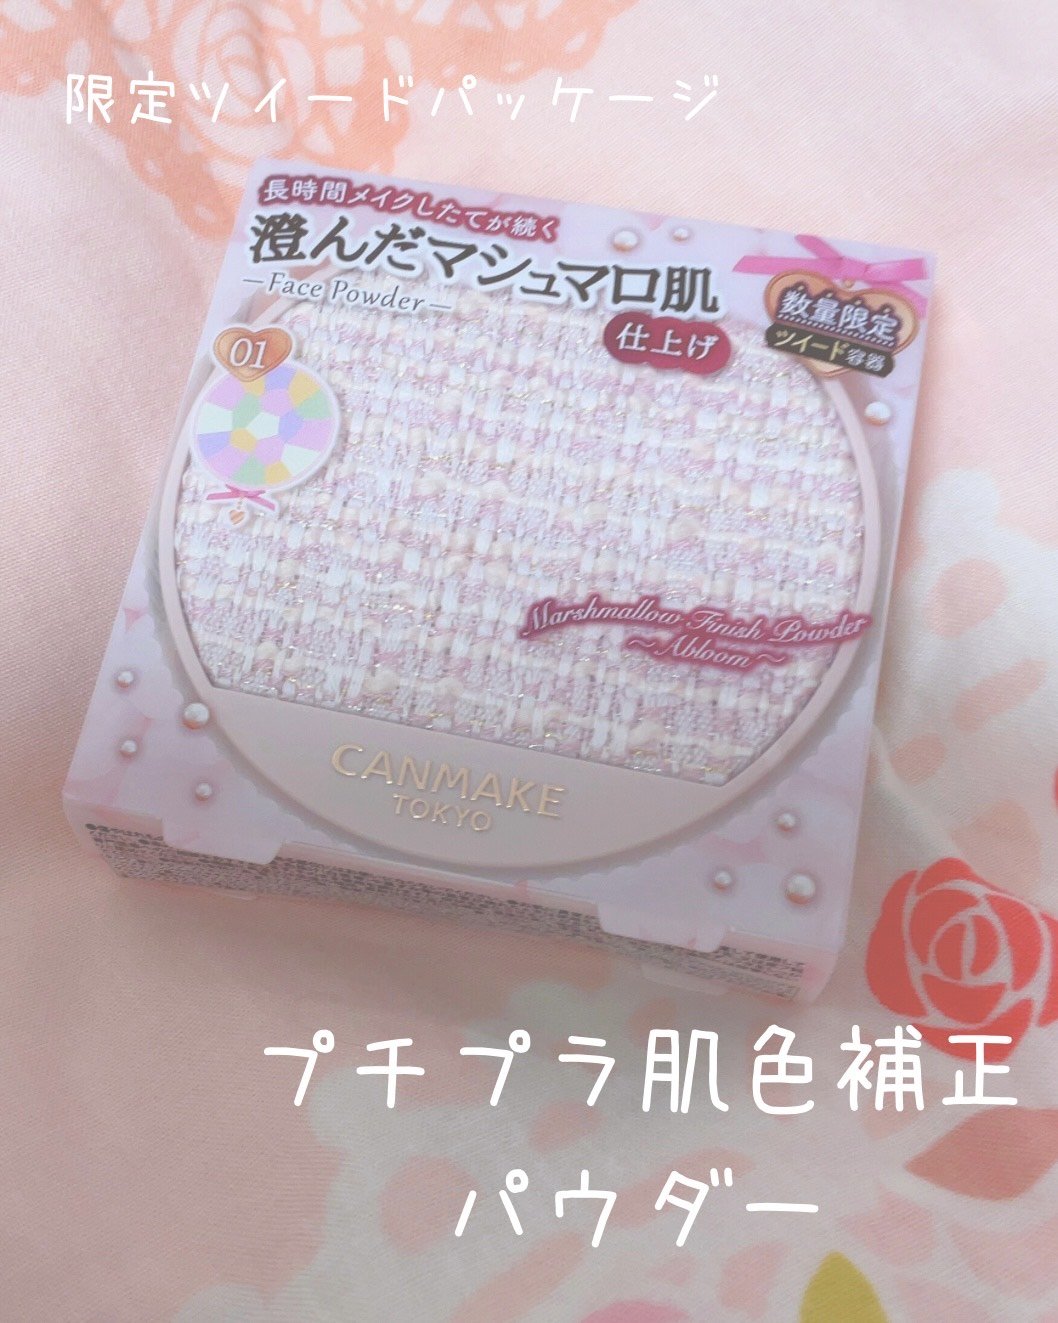 限定ツイードパッケージ
長時間メイクしたてが続く
澄んだマシュマロ肌
－Face Powder－
仕上げ
数量限定
ツイード容器
01
Marshmallow Finish Powder
～Abloom～
CANMAKE
TOKYO
プチプラ肌色補正
パウダー